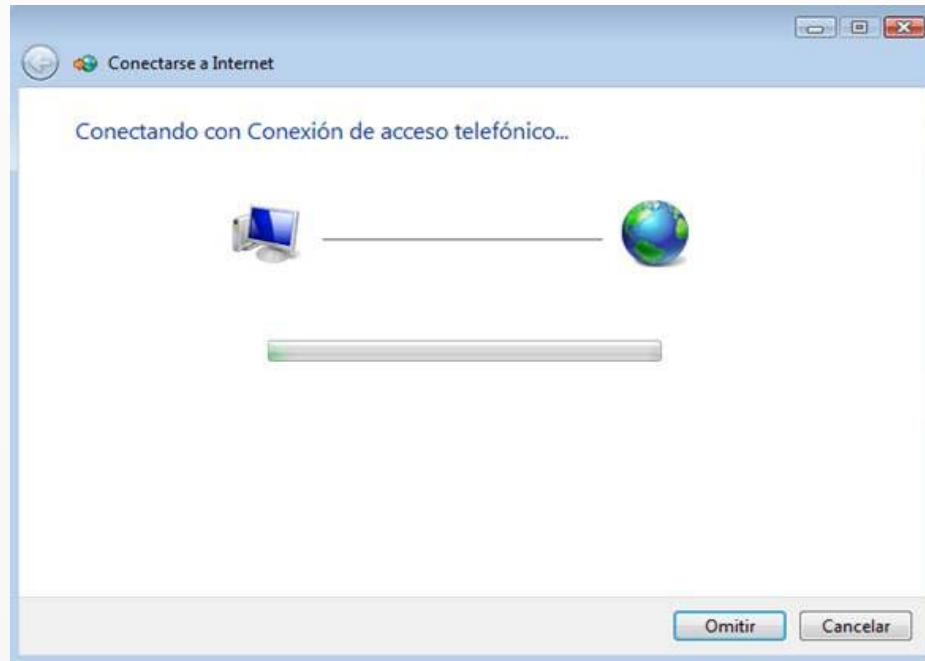 Conectarse a Internet
Conectando con Conexión de acceso telefónico...
Omitir
Cancelar